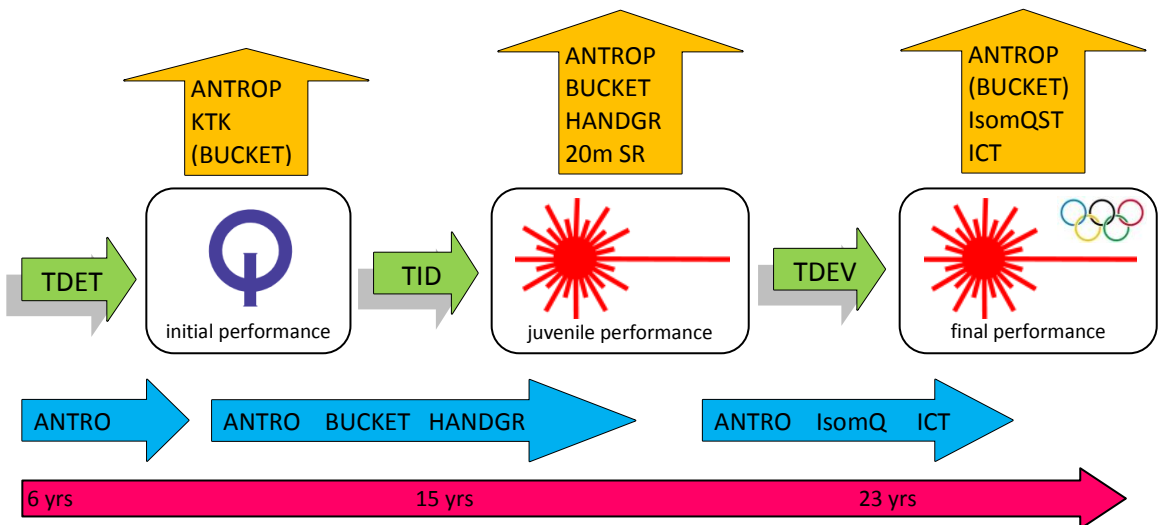 ANTROP
KTK
(BUCKET)
ANTROP
BUCKET
HANDGR
20m SR
ANTROP
(BUCKET)
IsomQST
ICT
TDET
initial performance
TID
juvenile performance
TDEV
final performance
ANTRO
ANTRO BUCKET HANDGR
ANTRO IsomQ ICT
6 yrs 15 yrs 23 yrs